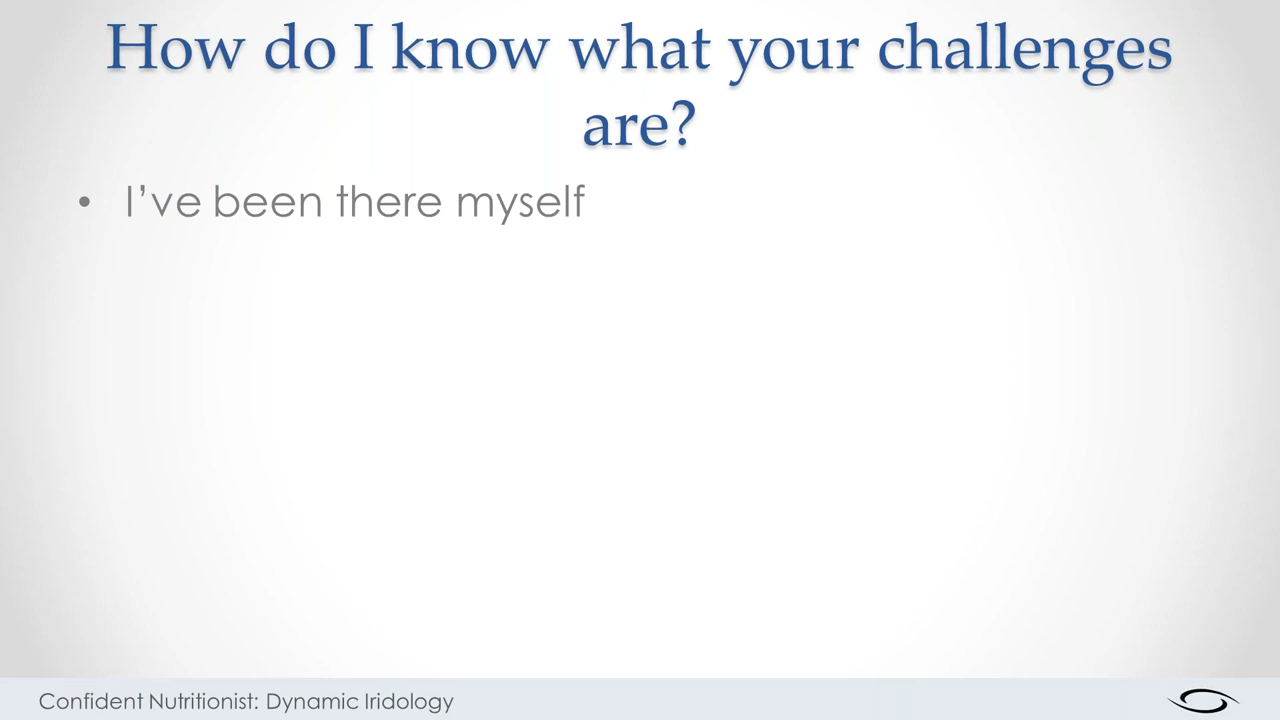 How do I know what your challenges
are?
• I’ve been there myself
Confident Nutritionist: Dynamic Iridology